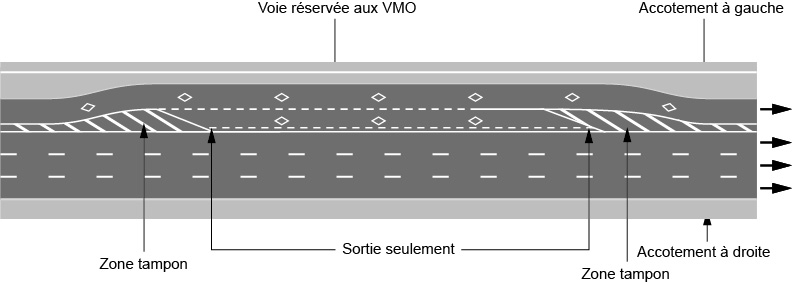 Voie réservée aux VMO
Accotement à gauche
Sortie seulement
Accotement à droite
Zone tampon
Zone tampon